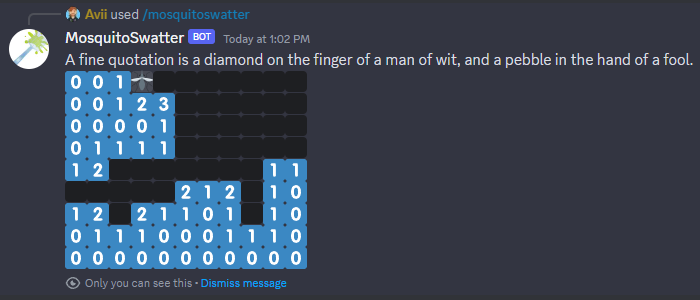 Avii used /mosquitoswatter
MosquitoSwatter BOT Today at 1:02 PM
A fine quotation is a diamond on the finger of a man of wit, and a pebble in the hand of a fool.
0 0 1
0 0 1 2 3
0 0 0 0 1
0 1 1 1 1
1 2 1 1
2 1 2 1 0
1 2 2 1 1 0 1 1 0
0 1 1 1 0 0 0 1 1 1 0
0 0 0 0 0 0 0 0 0 0 0
Only you can see this • Dismiss message